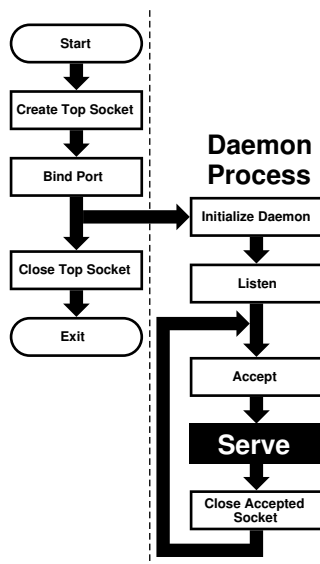 Start
Create Top Socket
Bind Port
Close Top Socket
Exit
Daemon
Process
Initialize Daemon
Listen
Accept
Serve
Close Accepted
Socket